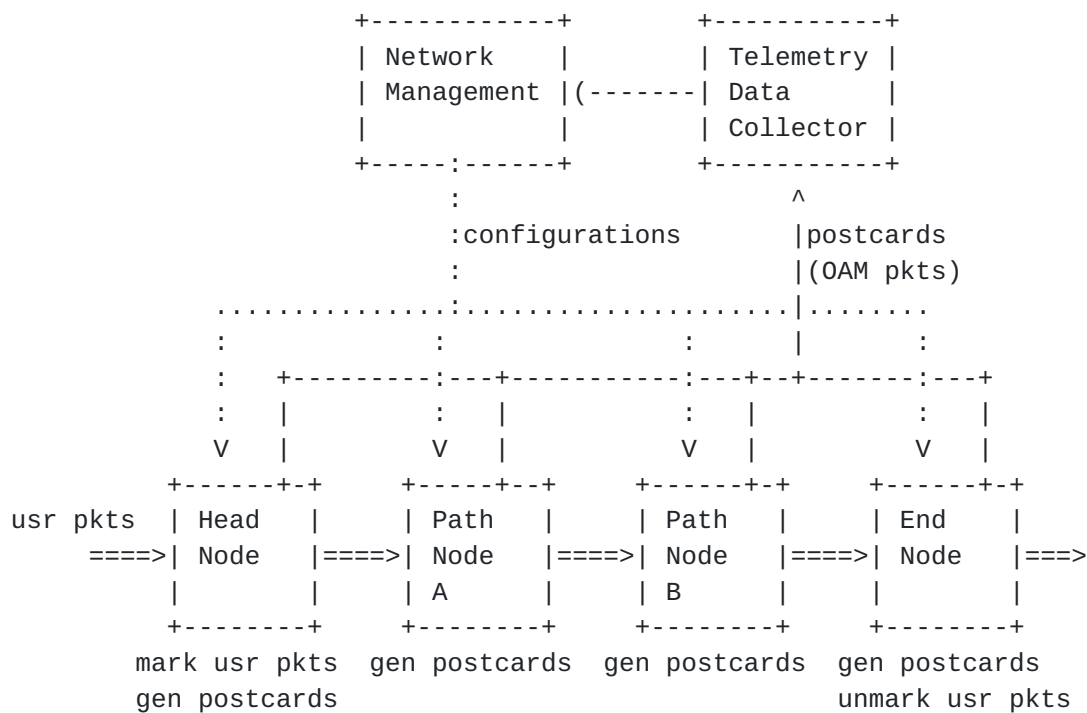 Network Telemetry
Management Data
Collector
configurations postcards
(OAM pkts)
V V V V
usr pkts Head Path Path End
Node Node Node Node
A B
mark usr pkts gen postcards gen postcards gen postcards
gen postcards unmark usr pkts